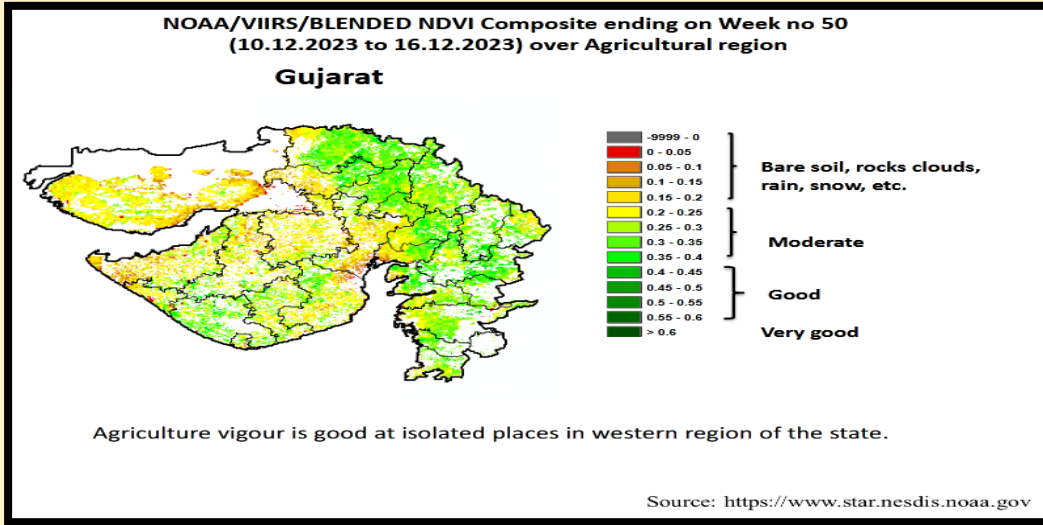 NOAA/VIIRS/BLENDED NDVI Composite ending on Week no 50
(10.12.2023 to 16.12.2023) over Agricultural region
Gujarat
-9999 - 0
0 - 0.05
0.05 - 0.1
0.1 - 0.15
0.15 - 0.2
0.2 - 0.25
0.25 - 0.3
0.3 - 0.35
0.35 - 0.4
0.4 - 0.45
0.45 - 0.5
0.5 - 0.55
0.55 - 0.6
> 0.6
Bare soil, rocks clouds,
rain, snow, etc.
Moderate
Good
Very good
Agriculture vigour is good at isolated places in western region of the state.
Source: https://www.star.nesdis.noaa.gov